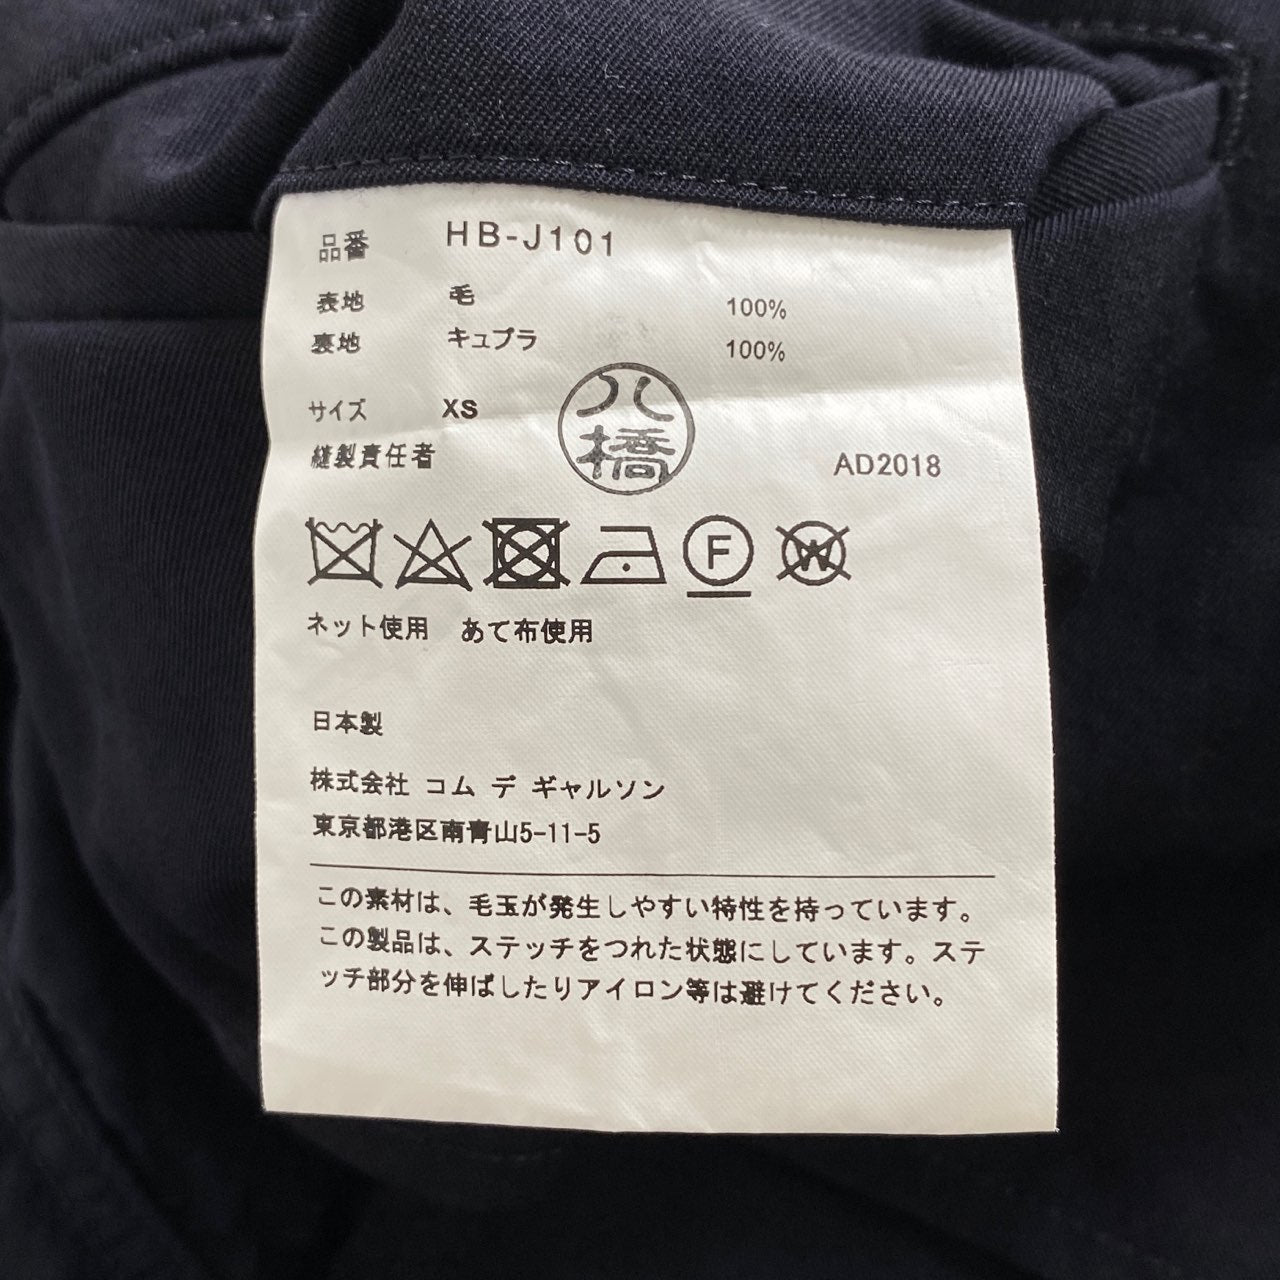 品番 HB-J101
表地 毛 100%
裏地 キュプラ 100%
サイズ XS
八橋
縫製責任者
AD2018
F W
ネット使用 あて布使用
日本製
株式会社 コム デ ギャルソン
東京都港区南青山5-11-5
この素材は、毛玉が発生しやすい特性を持っています。
この製品は、ステッチをつれた状態にしています。ステ
ッチ部分を伸ばしたりアイロン等は避けてください。